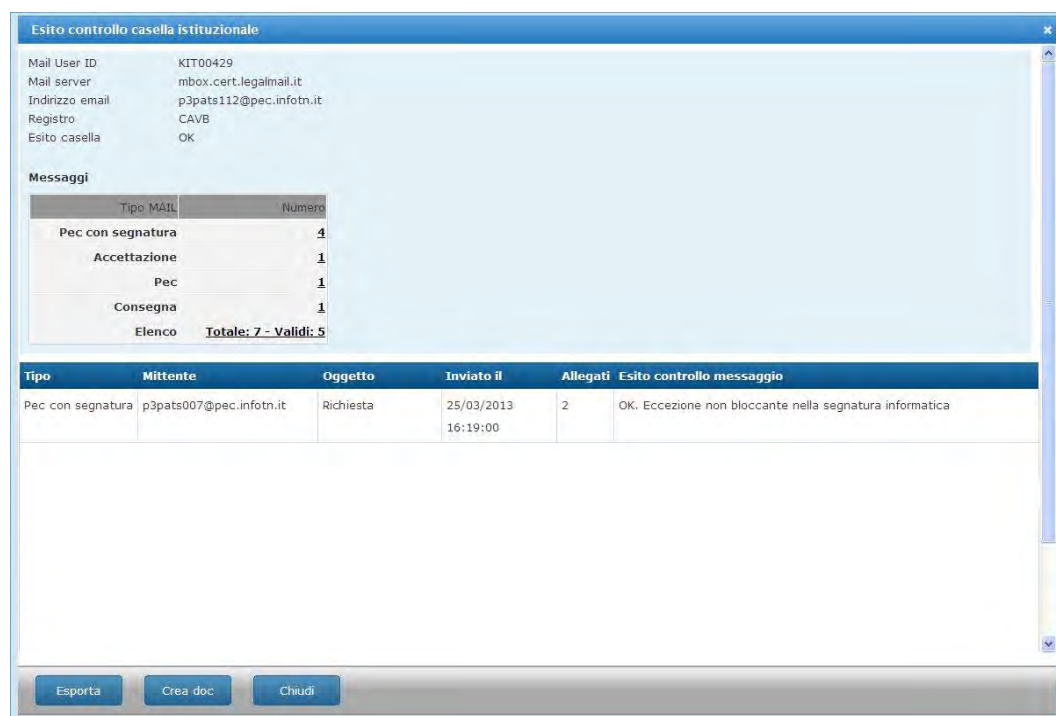 Esito controllo casella istituzionale
Mail User ID KIT00429
Mail server mbox.cert.legalmail.it
Indirizzo email p3pats112@pec.infotn.it
Registro CAVB
Esito casella OK
Messaggi
Tipo MAIL Numero
Pec con segnatura 4
Accettazione 1
Pec 1
Consegna 1
Elenco Totale: 7 - Validi: 5
Tipo Mittente Oggetto Inviato il Allegati Esito controllo messaggio
Pec con segnatura p3pats007@pec.infotn.it Richiesta 25/03/2013 2 OK. Eccezione non bloccante nella segnatura informatica
16:19:00
Esporta Crea doc Chiudi